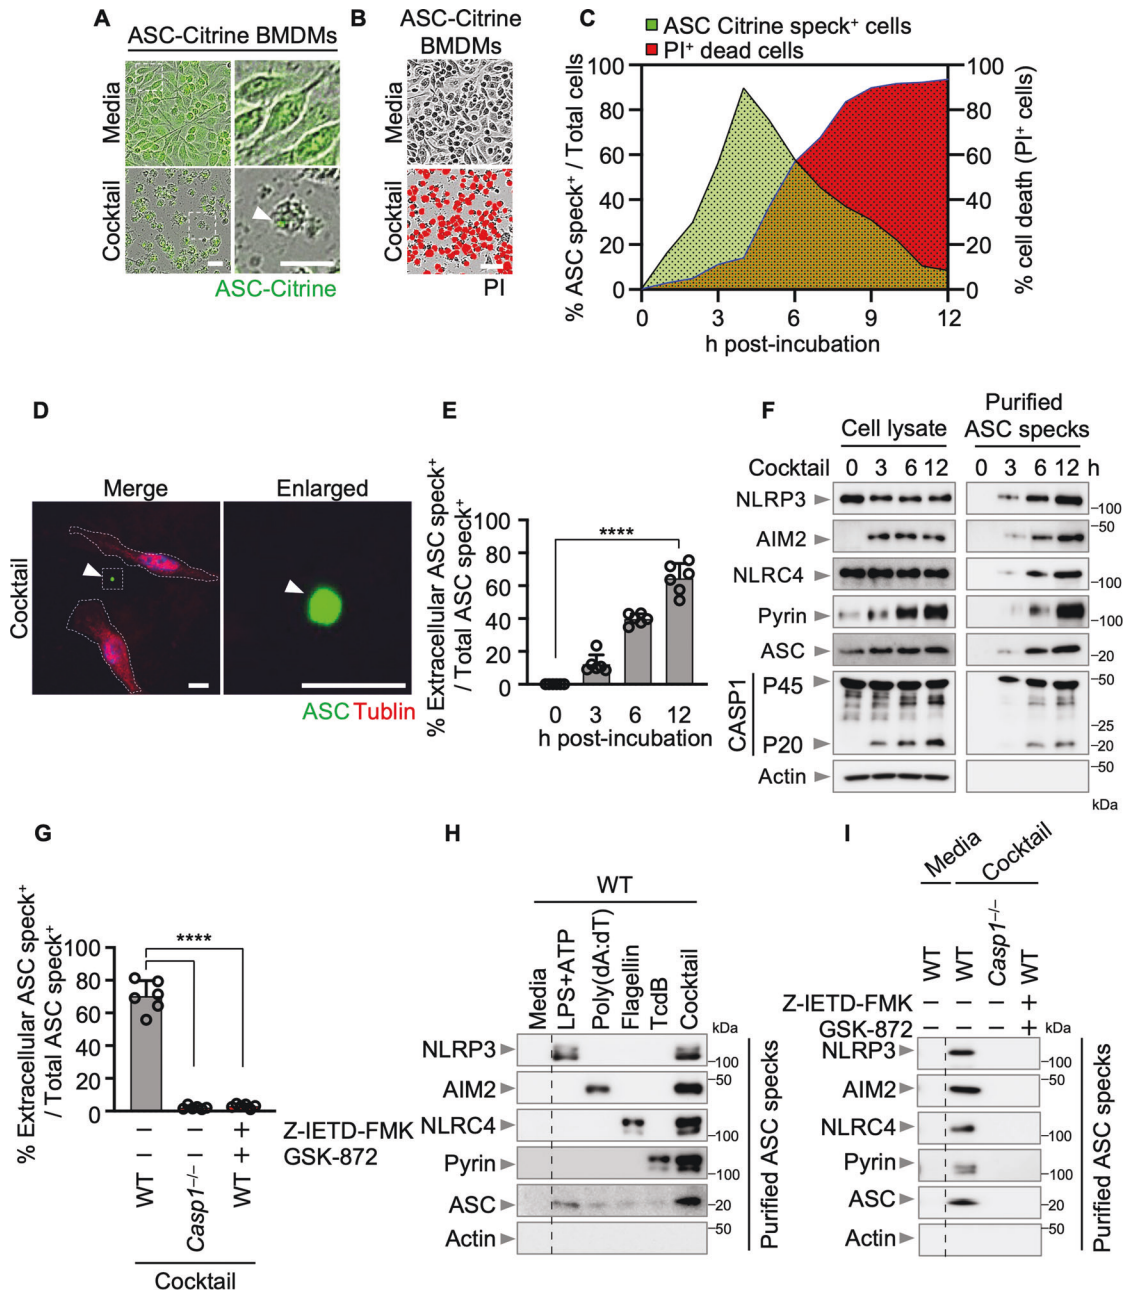 A
ASC-Citrine BMDMs
Media
Cocktail
ASC-Citrine
B
ASC-Citrine
BMDMs
Media
Cocktail
PI
C
ASC Citrine speck⁺ cells
PI⁺ dead cells
% ASC speck⁺ / Total cells
100
80
60
40
20
0
100
80
60
40
20
0
% cell death (PI⁺ cells)
0 3 6 9 12
h post-incubation
D
Merge Enlarged
Cocktail
ASC Tublin
E
% Extracellular ASC speck⁺
/ Total ASC speck⁺
100
80
60
40
20
0
****
0 3 6 12
h post-incubation
F
Cell lysate
Purified
ASC specks
Cocktail 0 3 6 12 0 3 6 12 h
NLRP3 100
50
AIM2
NLRC4 100
Pyrin 100
ASC 20
CASP1
P45 50
25
P20 20
50
Actin
kDa
G
% Extracellular ASC speck⁺
/ Total ASC speck⁺
100
80
60
40
20
0
****
– – + Z-IETD-FMK
– – + GSK-872
WT Casp1⁻/⁻ WT
Cocktail
H
WT
Media LPS+ATP Poly(dA:dT) Flagellin TcdB Cocktail
kDa
NLRP3 100
AIM2 50
NLRC4 100
Pyrin 100
ASC 20
Actin 50
Purified ASC specks
I
Media Cocktail
WT WT Casp1⁻/⁻ WT
Z-IETD-FMK – – – +
GSK-872 – – – + kDa
NLRP3 100
AIM2 50
NLRC4 100
Pyrin 100
ASC 20
Actin 50
Purified ASC specks